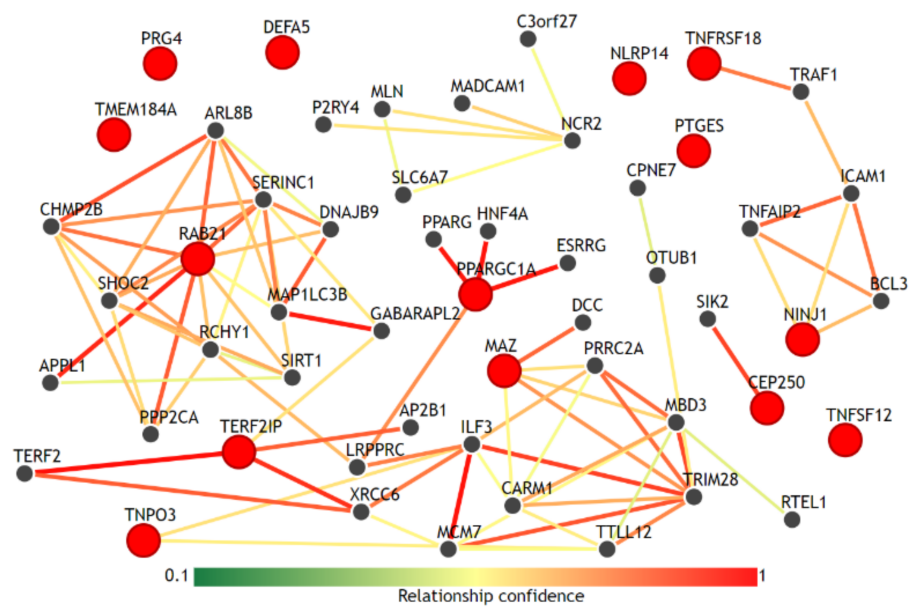 C3orf27
DEFA5
TNFRSF18
PRG4
NLRP14
TRAF1
MLN
MADCAM1
TMEM184A
ARL8B
P2RY4
NCR2
PTGES
CPNE7
ICAM1
SLC6A7
SERINC1
CHMP2B
DNAJB9
PPARG
HNF4A
TNFAIP2
RAB21
ESRRG
OTUB1
PPARGC1A
SHOC2
MAP1LC3B
BCL3
GABARAPL2
DCC
SIK2
NINJ1
RCHY1
MAZ
PRRC2A
APPL1
SIRT1
CEP250
PPP2CA
AP2B1
MBD3
TNFSF12
TERF2IP
ILF3
TERF2
LRPPRC
TRIM28
XRCC6
CARM1
RTEL1
TNPO3
MCM7
TTLL12
0.1
1
Relationship confidence